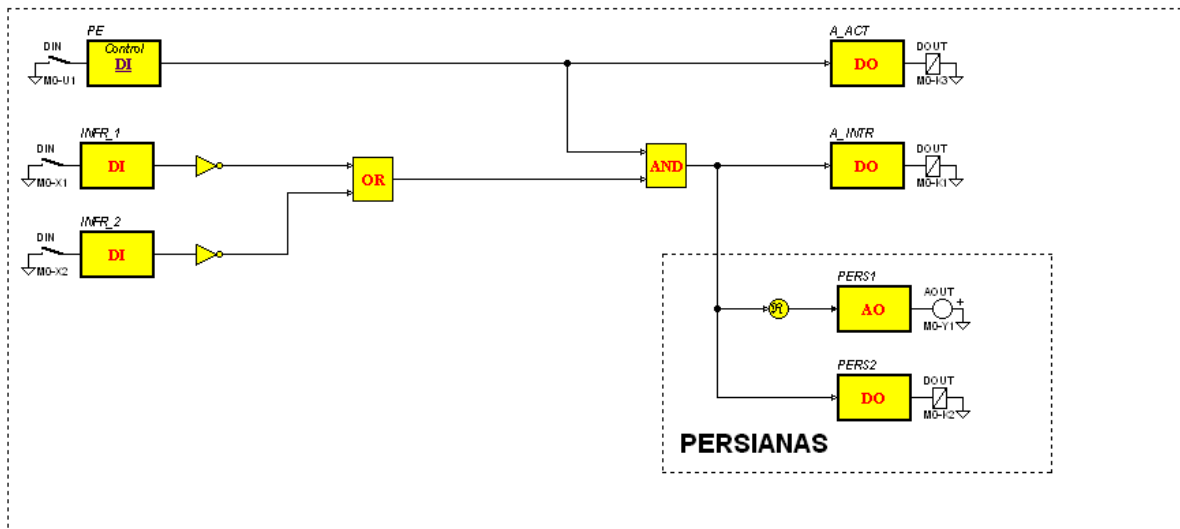 PE
A_ACT
DIN
Control
DI
DOUT
DO
M0-U1
M0-K3
INFR_1
A_INTR
DIN
DI
OR
AND
DO
DOUT
M0-X1
M0-K1
INFR_2
DIN
DI
M0-X2
PERS1
AOUT
+
ℜ
AO
M0-Y1
PERS2
DOUT
DO
M0-K2
PERSIANAS